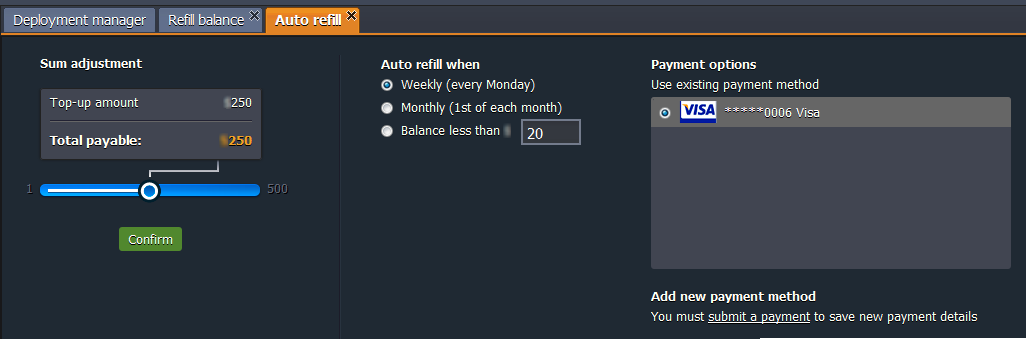 Deployment manager
Refill balance
Auto refill
Sum adjustment
Top-up amount 250
Total payable: 250
1 500
Confirm
Auto refill when
Weekly (every Monday)
Monthly (1st of each month)
Balance less than 20
Payment options
Use existing payment method
VISA *****0006 Visa
Add new payment method
You must submit a payment to save new payment details